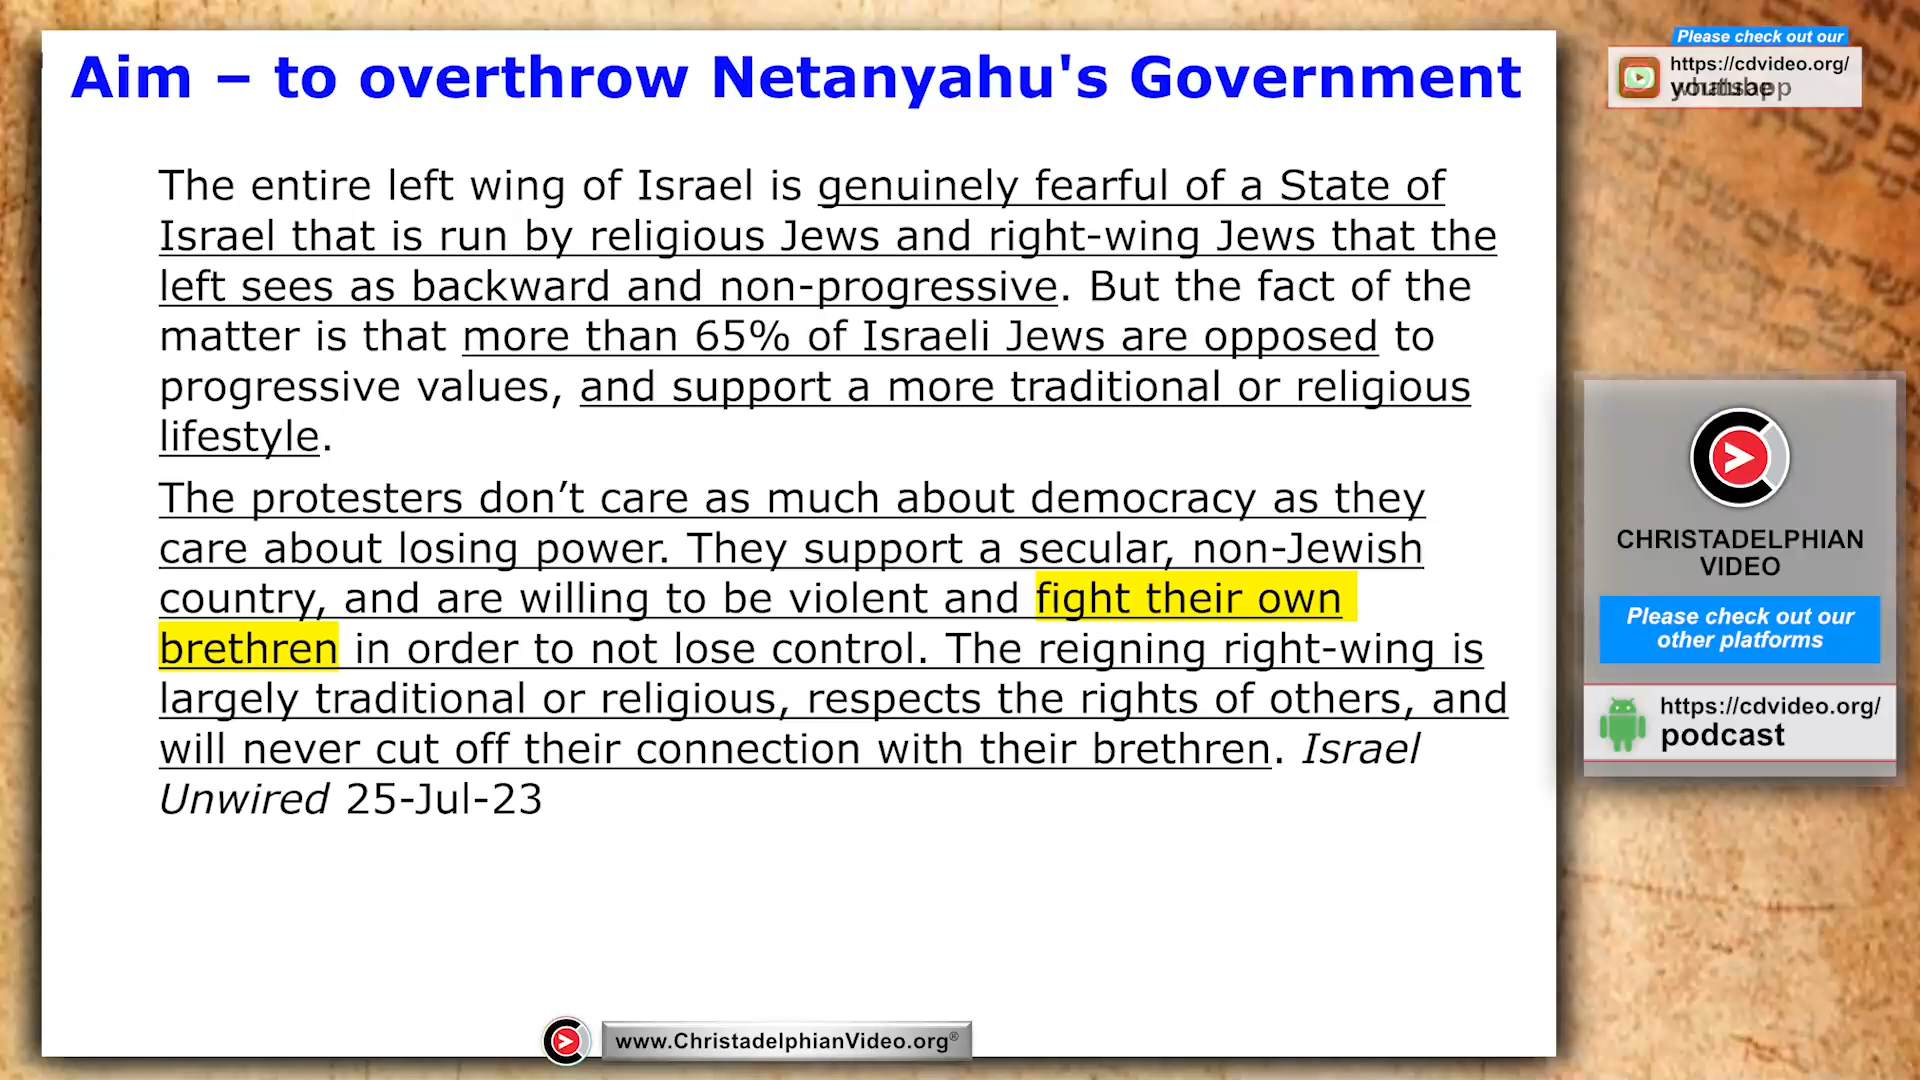 Aim – to overthrow Netanyahu's Government
The entire left wing of Israel is genuinely fearful of a State of
Israel that is run by religious Jews and right-wing Jews that the
left sees as backward and non-progressive. But the fact of the
matter is that more than 65% of Israeli Jews are opposed to
progressive values, and support a more traditional or religious
lifestyle.
The protesters don’t care as much about democracy as they
care about losing power. They support a secular, non-Jewish
country, and are willing to be violent and fight their own
brethren in order to not lose control. The reigning right-wing is
largely traditional or religious, respects the rights of others, and
will never cut off their connection with their brethren. Israel
Unwired 25-Jul-23
www.ChristadelphianVideo.org®
Please check out our
https://cdvideo.org/
CHRISTADELPHIAN
VIDEO
Please check out our
other platforms
https://cdvideo.org/
podcast